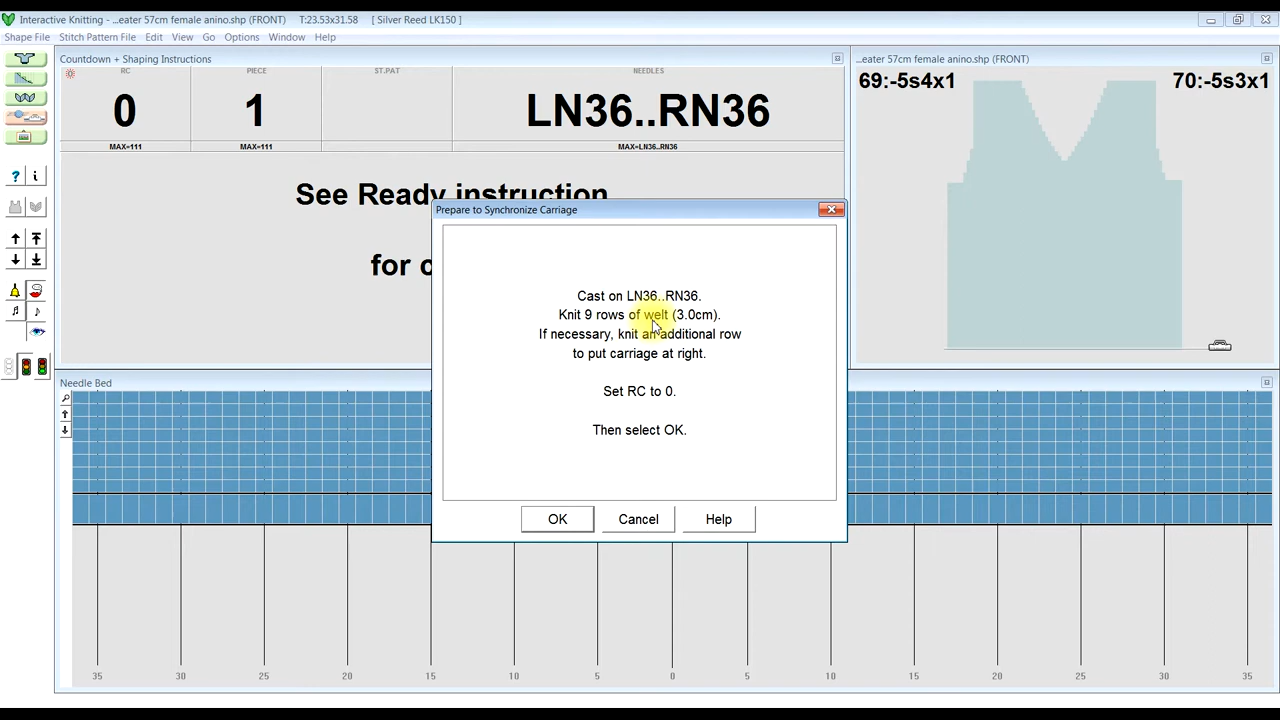 Interactive Knitting - ...eater 57cm female anino.shp (FRONT) T:23.53x31.58 [ Silver Reed LK150 ]
Shape File Stitch Pattern File Edit View Go Options Window Help
Countdown + Shaping Instructions
RC PIECE ST.PAT NEEDLES
0 1 LN36..RN36
MAX=111 MAX=111 MAX=LN36..RN36
See Ready instruction
for c
...eater 57cm female anino.shp (FRONT)
69:-5s4x1 70:-5s3x1
Prepare to Synchronize Carriage
Cast on LN36..RN36.
Knit 9 rows of welt (3.0cm).
If necessary, knit an additional row
to put carriage at right.
Set RC to 0.
Then select OK.
OK Cancel Help
Needle Bed
35 30 25 20 15 10 5 0 5 10 15 20 25 30 35